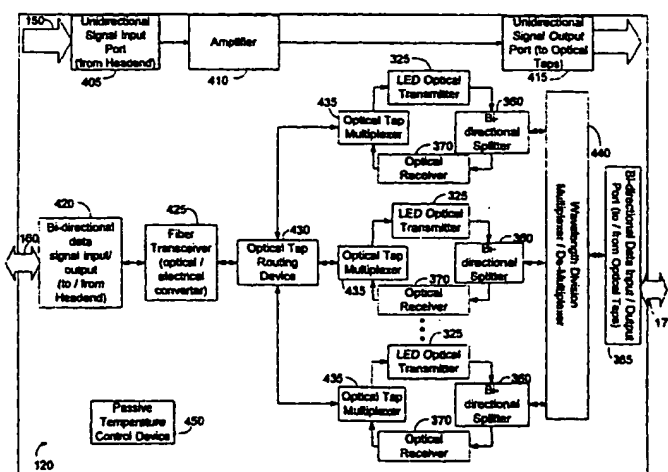 150
Unidirectional
Signal Input
Port
(from Headend)
405
Amplifier
410
Unidirectional
Signal Output
Port (to Optical
Taps)
415
325
LED Optical
Transmitter
435
Optical Tap
Multiplexer
360
Bi-
directional
Splitter
370
Optical
Receiver
440
Wavelength Division
Multiplexer / De-Multiplexer
Bi-directional Data Input / Output
Port (to / from Optical Taps)
365
17
160
420
Bi-directional
data
signal input/
output
(to / from
Headend)
425
Fiber
Transceiver
(optical /
electrical
converter)
430
Optical Tap
Routing
Device
325
LED Optical
Transmitter
Optical Tap
Multiplexer
435
360
Bi-
directional
Splitter
370
Optical
Receiver
325
LED Optical
Transmitter
435
Optical Tap
Multiplexer
360
Bi-
directional
Splitter
370
Optical
Receiver
Passive
Temperature
Control Device
450
120